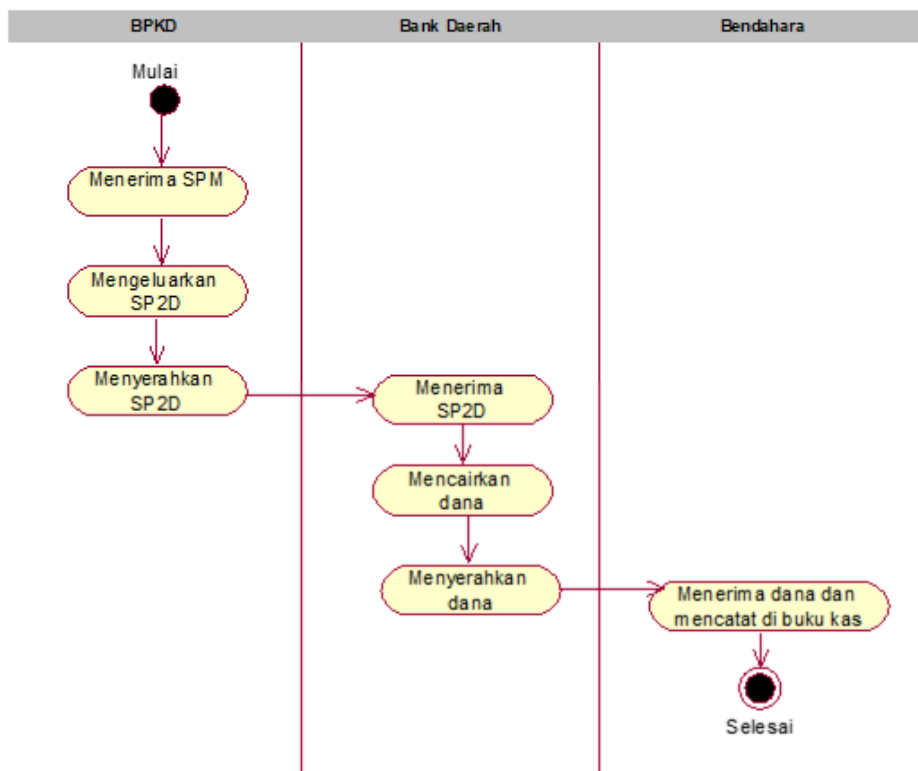 BPKD
Bank Daerah
Bendahara
Mulai
Menerima SPM
Mengeluarkan
SP2D
Menyerahkan
SP2D
Menerima
SP2D
Mencairkan
dana
Menyerahkan
dana
Menerima dana dan
mencatat di buku kas
Selesai